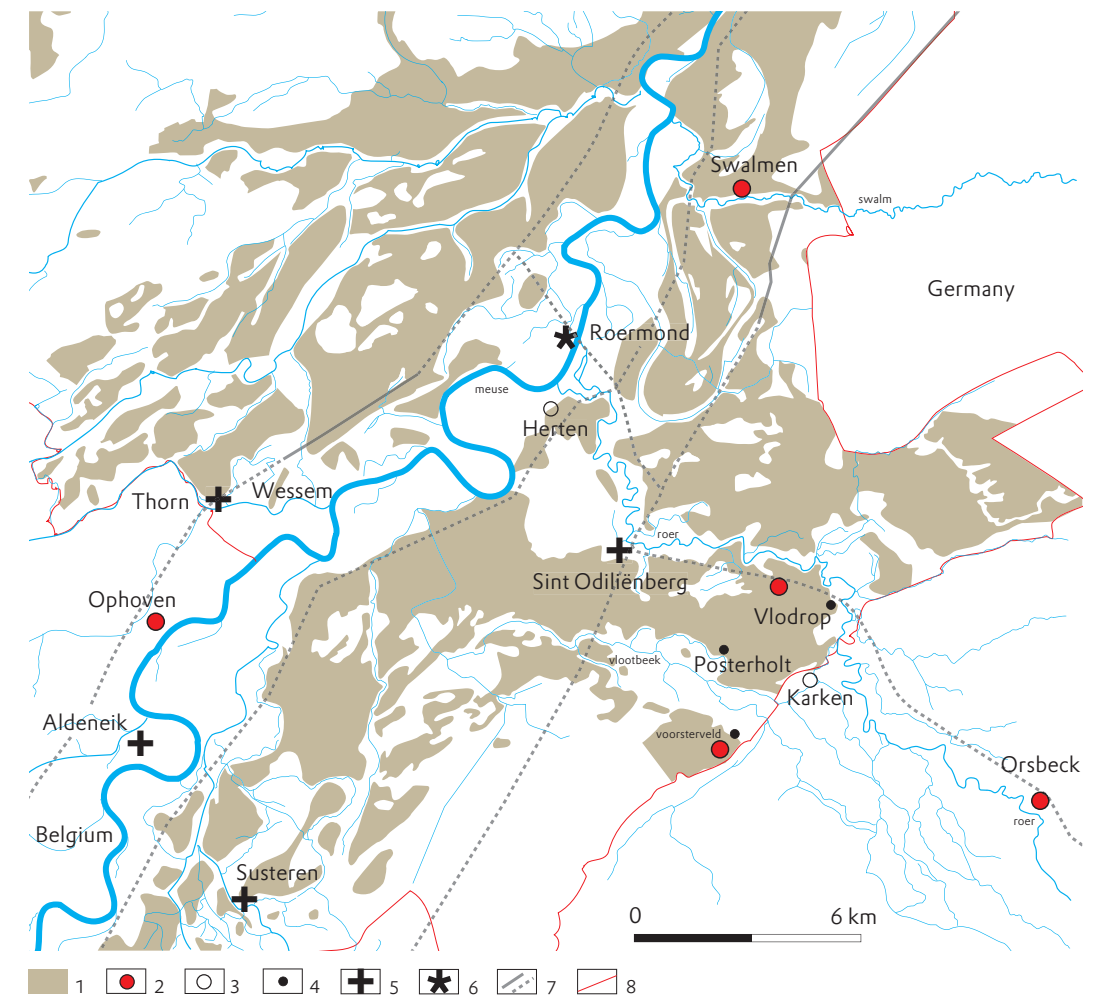 Swalmen
swalm
Germany
Roermond
meuse
Herten
Thorn
Wessem
roer
Sint Odiliënberg
Ophoven
Vlodrop
vlootbeek
Posterholt
Karken
Aldeneik
voorsterveld
Orsbeck
roer
Belgium
Susteren
0 6 km
1 2 3 4 5 6 7 8